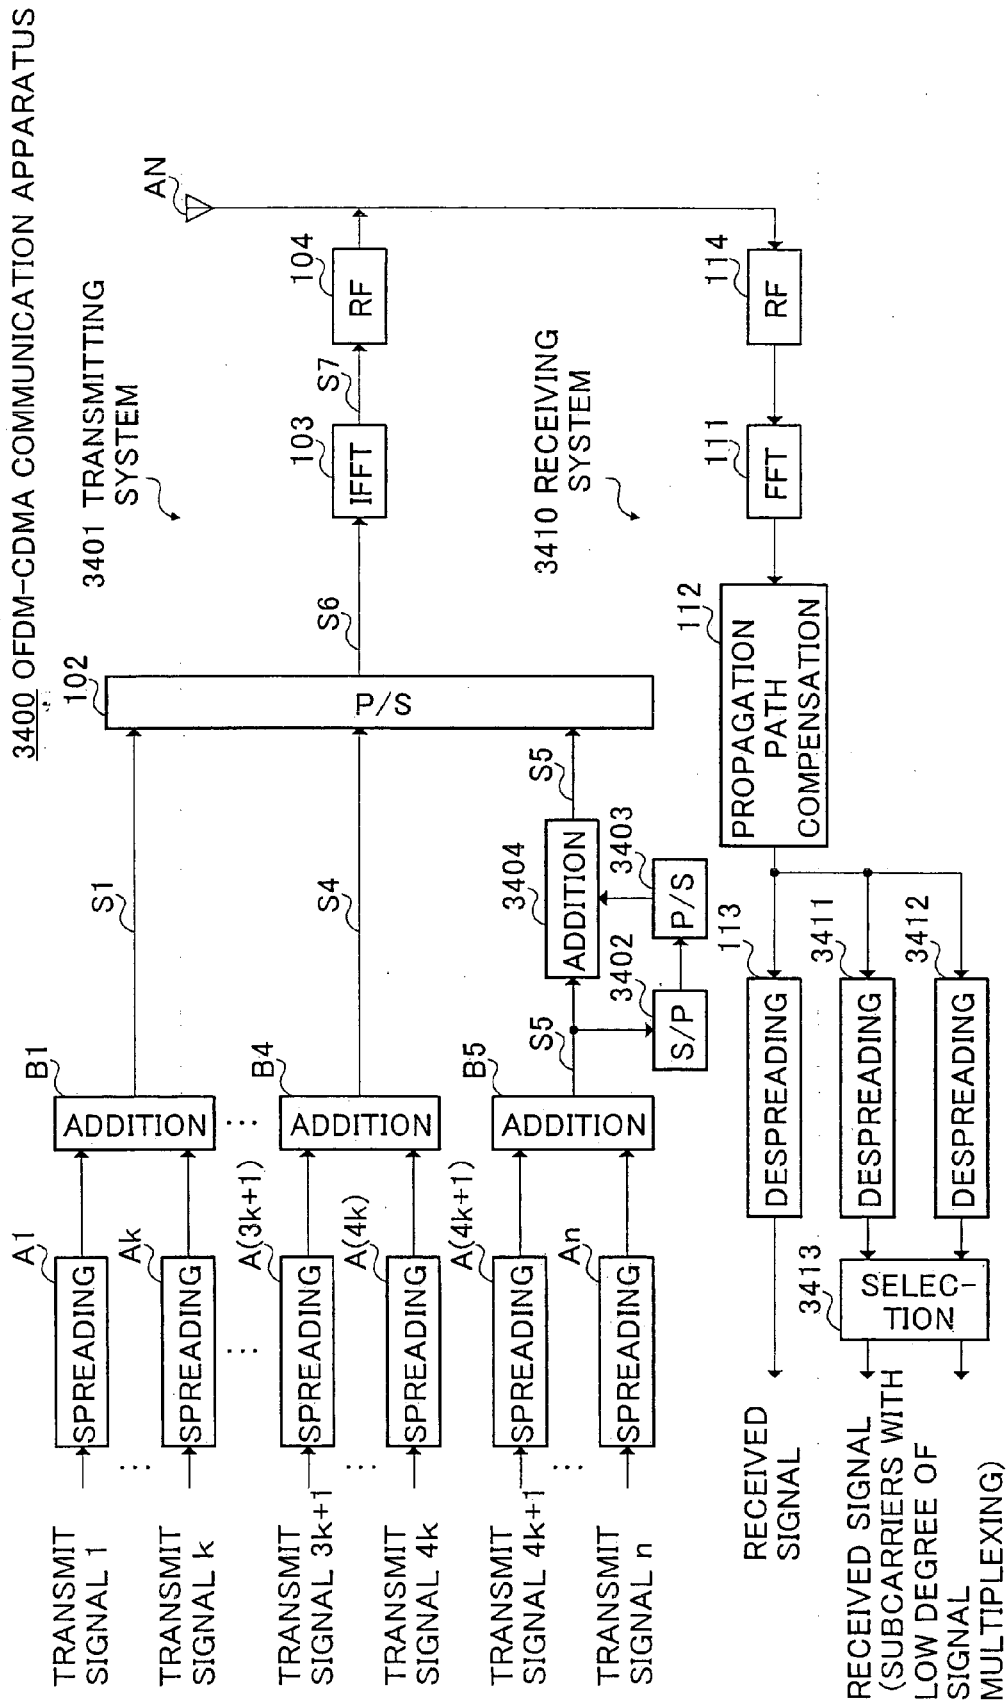 3400 OFDM-CDMA COMMUNICATION APPARATUS
3401 TRANSMITTING
SYSTEM
TRANSMIT
SIGNAL 1
A1
SPREADING
...
TRANSMIT
SIGNAL k
Ak
SPREADING
...
B1
ADDITION
...
S1
TRANSMIT
SIGNAL 3k+1
A(3k+1)
SPREADING
...
TRANSMIT
SIGNAL 4k
A(4k)
SPREADING
B4
ADDITION
S4
TRANSMIT
SIGNAL 4k+1
A(4k+1)
SPREADING
...
TRANSMIT
SIGNAL n
An
SPREADING
B5
ADDITION
S5
3402
S/P
3403
P/S
3404
ADDITION
S5
102
P/S
S6
103
IFFT
S7
104
RF
AN
3410 RECEIVING
SYSTEM
114
RF
111
FFT
112
PROPAGATION
PATH
COMPENSATION
113
DESPREADING
3411
DESPREADING
3412
DESPREADING
3413
SELEC-
TION
RECEIVED
SIGNAL
RECEIVED SIGNAL
(SUBCARRIERS WITH
LOW DEGREE OF
SIGNAL
MULTIPLEXING)